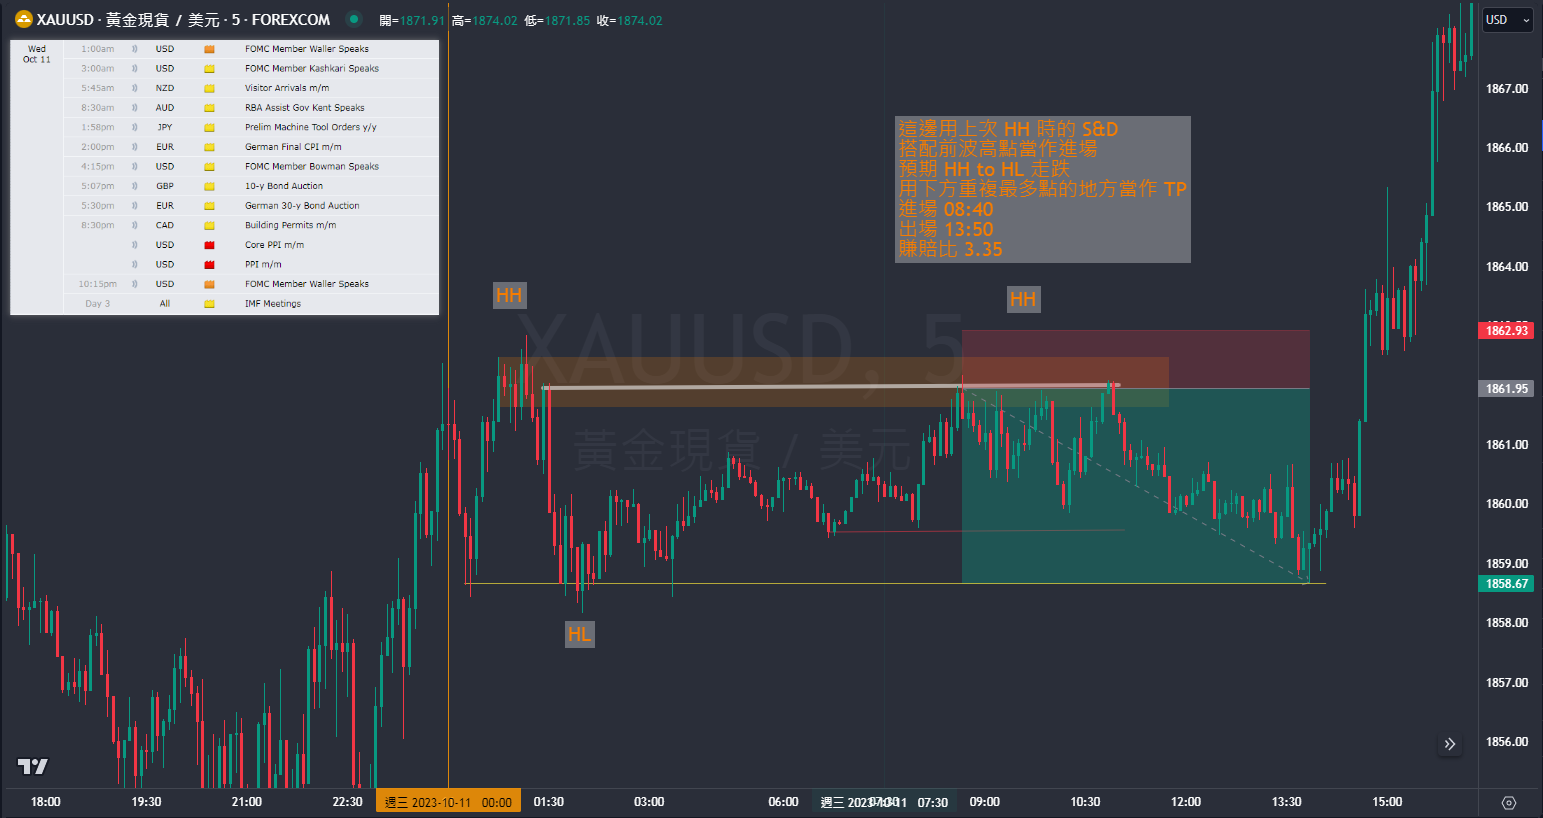 XAUUSD · 黃金現貨 / 美元 · 5 · FOREXCOM 開=1871.91 高=1874.02 低=1871.85 收=1874.02
USD
Wed
Oct 11
1:00am USD FOMC Member Waller Speaks
3:00am USD FOMC Member Kashkari Speaks
5:45am NZD Visitor Arrivals m/m
8:30am AUD RBA Assist Gov Kent Speaks
1:58pm JPY Prelim Machine Tool Orders y/y
2:00pm EUR German Final CPI m/m
4:15pm USD FOMC Member Bowman Speaks
5:07pm GBP 10-y Bond Auction
5:30pm EUR German 30-y Bond Auction
8:30pm CAD Building Permits m/m
USD Core PPI m/m
USD PPI m/m
10:15pm USD FOMC Member Waller Speaks
Day 3 All IMF Meetings
這邊用上次 HH 時的 S&D
搭配前波高點當作進場
預期 HH to HL 走跌
用下方重複最多點的地方當作 TP
進場 08:40
出場 13:50
賺賠比 3.35
HH
HH
XAUUSD, 5
黃金現貨 / 美元
HL
1867.00
1866.00
1865.00
1864.00
1862.93
1861.95
1861.00
1860.00
1859.00
1858.67
1858.00
1857.00
1856.00
18:00 19:30 21:00 22:30 週三 2023-10-11 00:00 01:30 03:00 06:00 週三 2023-10-11 07:30 09:00 10:30 12:00 13:30 15:00